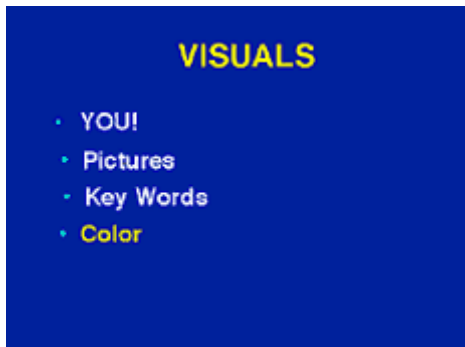 VISUALS
· YOU!
· Pictures
· Key Words
· Color